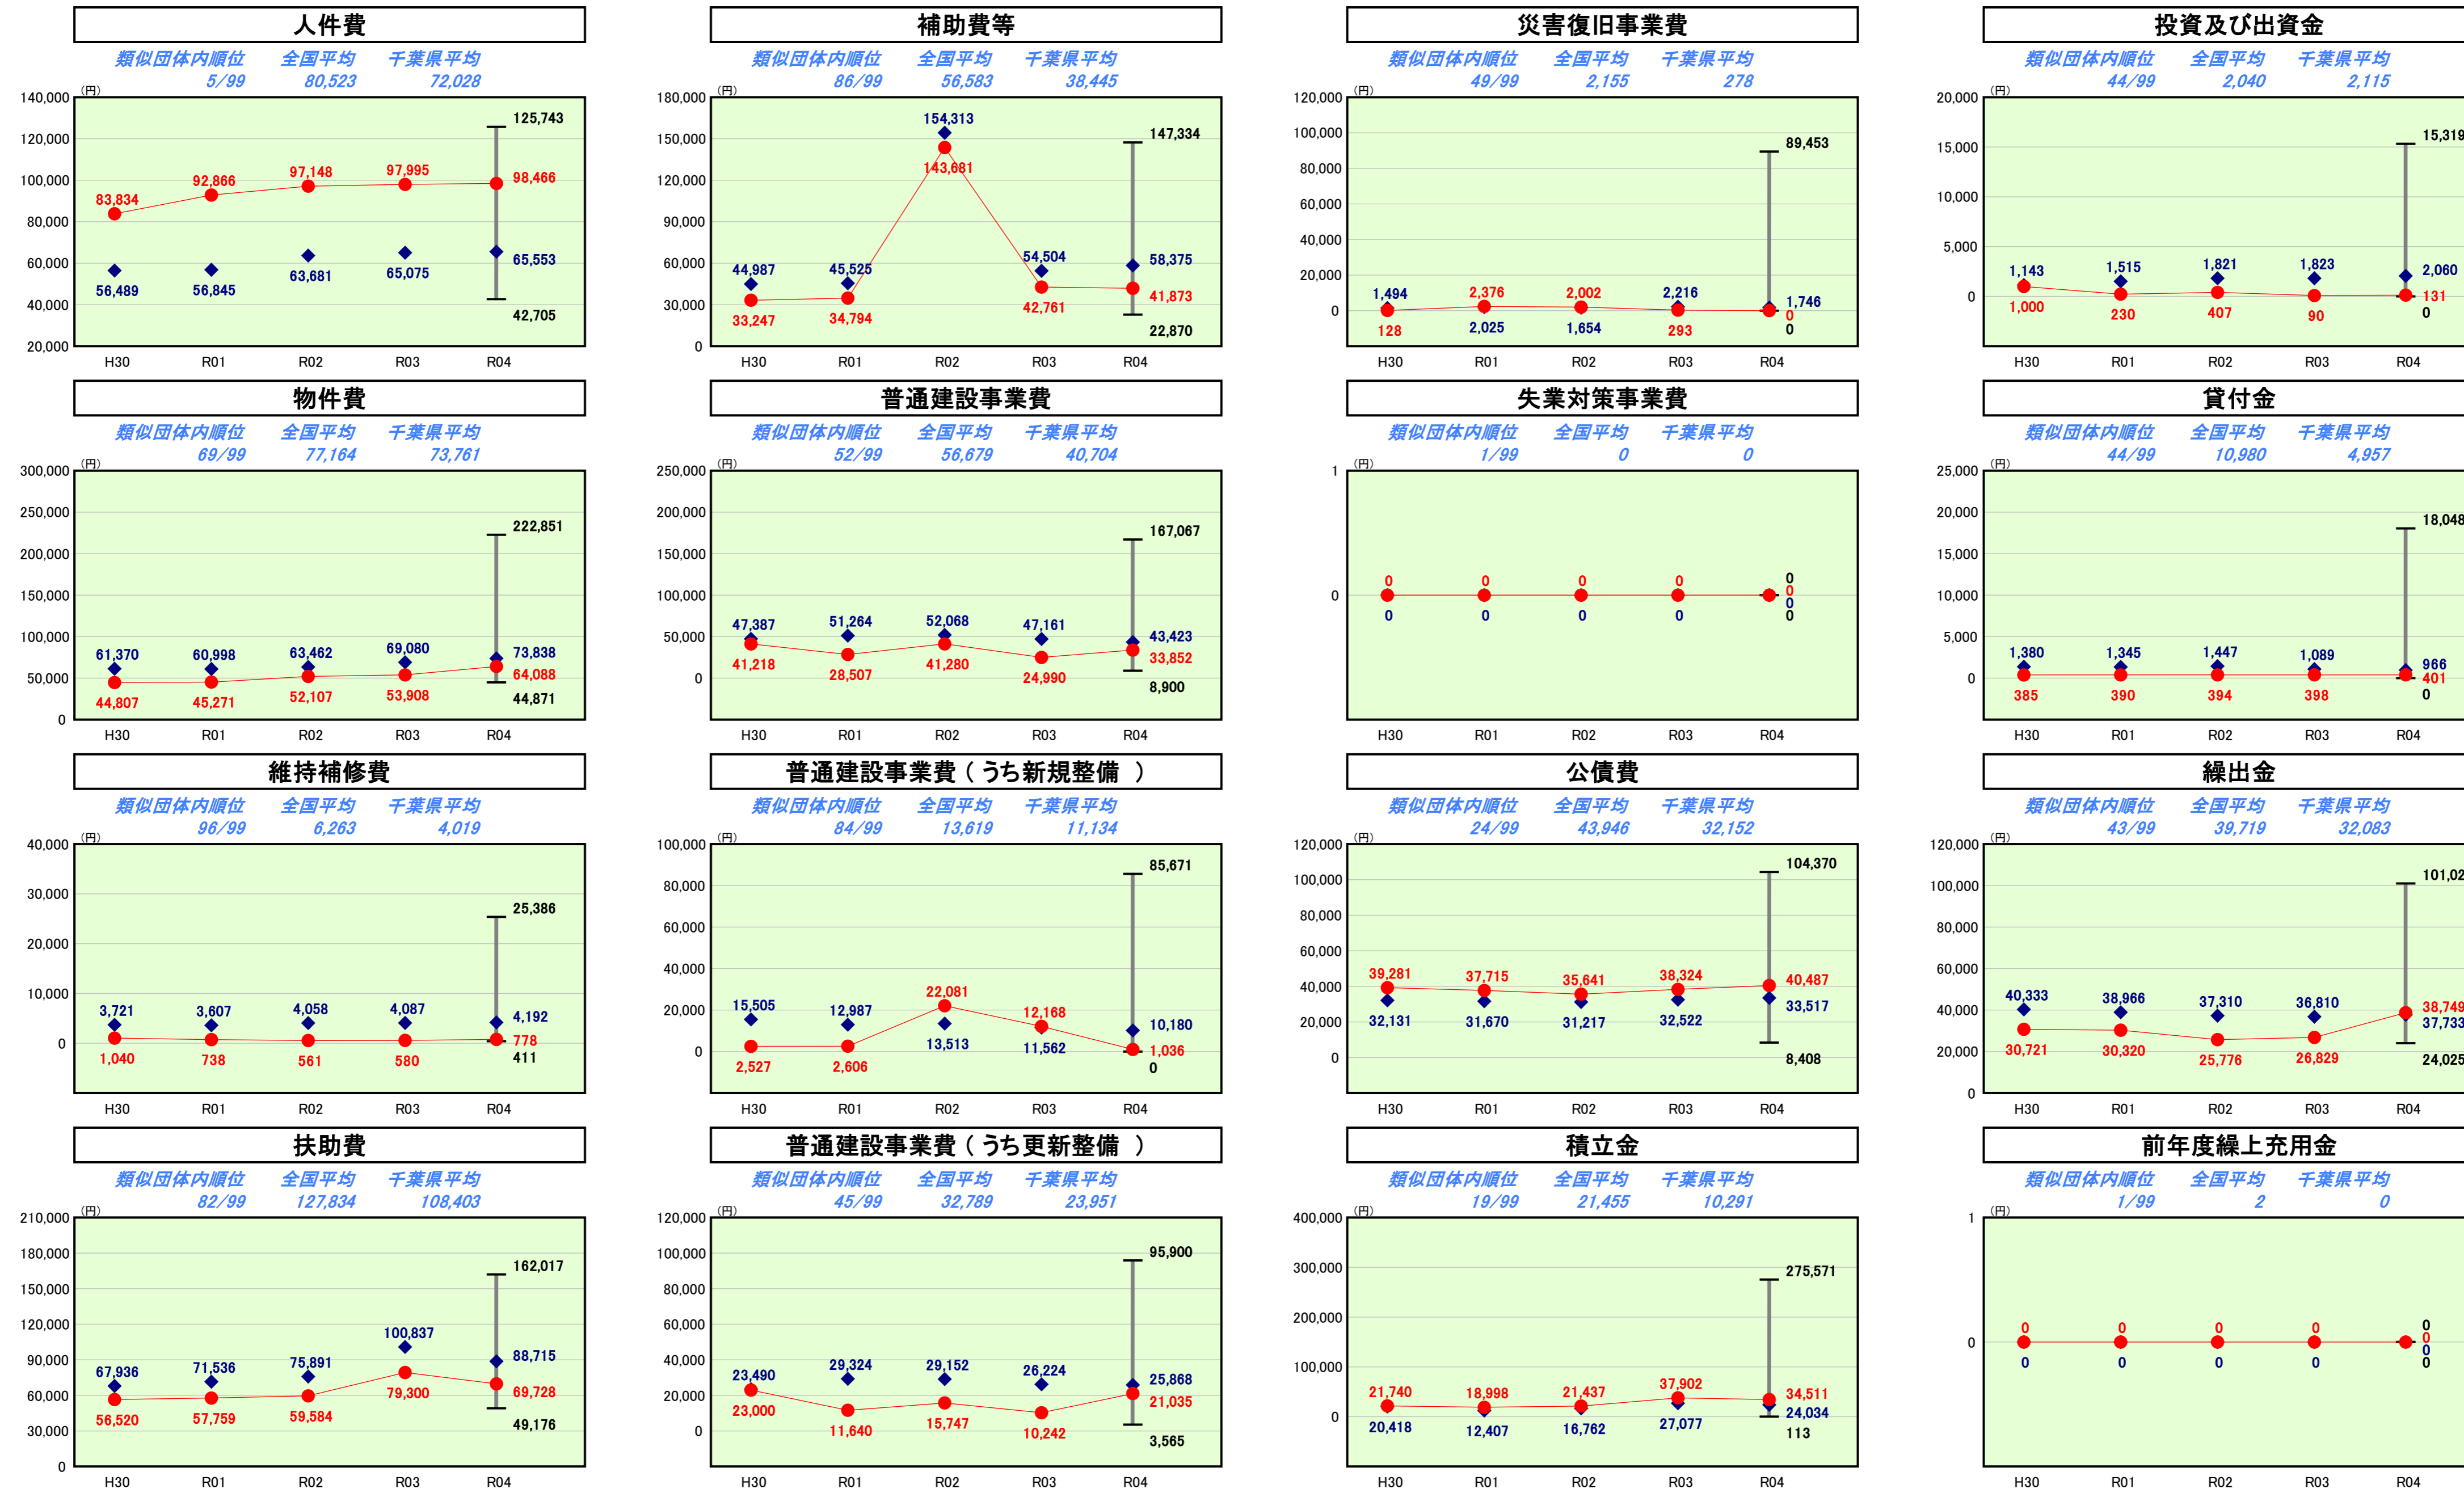 人件費
類似団体内順位 全国平均 千葉県平均
5/99 80,523 72,028
(円)
140,000
120,000
100,000
80,000
60,000
40,000
20,000
125,743
83,834 92,866 97,148 97,995 98,466
56,489 56,845 63,681 65,075 65,553
42,705
H30 R01 R02 R03 R04
補助費等
類似団体内順位 全国平均 千葉県平均
86/99 56,583 38,445
(円)
180,000
150,000
120,000
90,000
60,000
30,000
0
147,334
44,987 45,525 154,313 54,504 58,375
33,247 34,794 143,681 42,761 41,873
22,870
H30 R01 R02 R03 R04
災害復旧事業費
類似団体内順位 全国平均 千葉県平均
49/99 2,155 278
(円)
120,000
100,000
80,000
60,000
40,000
20,000
0
89,453
1,494 2,376 2,002 2,216 1,746
128 2,025 1,654 293 0
0
H30 R01 R02 R03 R04
投資及び出資金
類似団体内順位 全国平均 千葉県平均
44/99 2,040 2,115
(円)
20,000
15,000
10,000
5,000
0
15,319
1,143 1,515 1,821 1,823 2,060
1,000 230 407 90 131
0
H30 R01 R02 R03 R04
物件費
類似団体内順位 全国平均 千葉県平均
69/99 77,164 73,761
(円)
300,000
250,000
200,000
150,000
100,000
50,000
0
222,851
61,370 60,998 63,462 69,080 73,838
44,807 45,271 52,107 53,908 64,088
44,871
H30 R01 R02 R03 R04
普通建設事業費
類似団体内順位 全国平均 千葉県平均
52/99 56,679 40,704
(円)
250,000
200,000
150,000
100,000
50,000
0
167,067
47,387 51,264 52,068 47,161 43,423
41,218 28,507 41,280 24,990 33,852
8,900
H30 R01 R02 R03 R04
失業対策事業費
類似団体内順位 全国平均 千葉県平均
1/99 0 0
(円)
1
0
0
0 0 0 0 0
0 0 0 0 0
0
H30 R01 R02 R03 R04
貸付金
類似団体内順位 全国平均 千葉県平均
44/99 10,980 4,957
(円)
25,000
20,000
15,000
10,000
5,000
0
18,048
1,380 1,345 1,447 1,089 966
385 390 394 398 401
0
H30 R01 R02 R03 R04
維持補修費
類似団体内順位 全国平均 千葉県平均
96/99 6,263 4,019
(円)
40,000
30,000
20,000
10,000
0
25,386
3,721 3,607 4,058 4,087 4,192
1,040 738 561 580 778
411
H30 R01 R02 R03 R04
普通建設事業費（うち新規整備 ）
類似団体内順位 全国平均 千葉県平均
84/99 13,619 11,134
(円)
100,000
80,000
60,000
40,000
20,000
0
85,671
15,505 12,987 22,081 12,168 10,180
2,527 2,606 13,513 11,562 1,036
0
H30 R01 R02 R03 R04
公債費
類似団体内順位 全国平均 千葉県平均
24/99 43,946 32,152
(円)
120,000
100,000
80,000
60,000
40,000
20,000
0
104,370
39,281 37,715 35,641 38,324 40,487
32,131 31,670 31,217 32,522 33,517
8,408
H30 R01 R02 R03 R04
繰出金
類似団体内順位 全国平均 千葉県平均
43/99 39,719 32,083
(円)
120,000
100,000
80,000
60,000
40,000
20,000
0
101,02
40,333 38,966 37,310 36,810 38,749
30,721 30,320 25,776 26,829 37,733
24,025
H30 R01 R02 R03 R04
扶助費
類似団体内順位 全国平均 千葉県平均
82/99 127,834 108,403
(円)
210,000
180,000
150,000
120,000
90,000
60,000
30,000
0
162,017
67,936 71,536 75,891 100,837 88,715
56,520 57,759 59,584 79,300 69,728
49,176
H30 R01 R02 R03 R04
普通建設事業費（うち更新整備 ）
類似団体内順位 全国平均 千葉県平均
45/99 32,789 23,951
(円)
120,000
100,000
80,000
60,000
40,000
20,000
0
95,900
23,490 29,324 29,152 26,224 25,868
23,000 11,640 15,747 10,242 21,035
3,565
H30 R01 R02 R03 R04
積立金
類似団体内順位 全国平均 千葉県平均
19/99 21,455 10,291
(円)
400,000
300,000
200,000
100,000
0
275,571
21,740 18,998 21,437 37,902 34,511
20,418 12,407 16,762 27,077 24,034
113
H30 R01 R02 R03 R04
前年度繰上充用金
類似団体内順位 全国平均 千葉県平均
1/99 2 0
(円)
1
0
0
0 0 0 0 0
0 0 0 0 0
0
H30 R01 R02 R03 R04